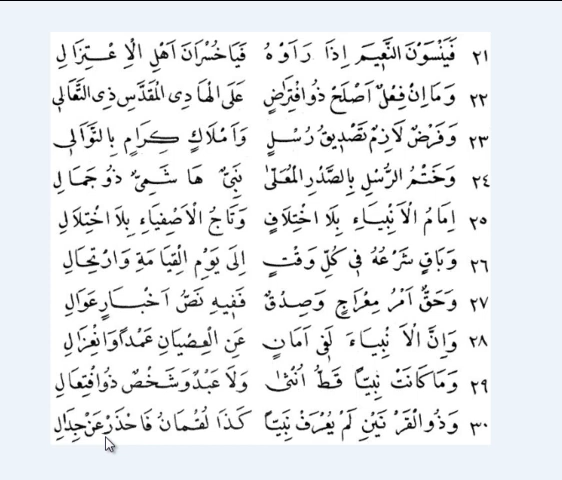 ٢١ فَيَنْسَوْنَ النَّعِيمَ إِذَا رَأَوْهُ فَيَا خُسْرَانَ أَهْلِ الْاِعْتِزَالِ
٢٢ وَمَا إِنْ فِعْلٌ أَصْلَحُ ذُو افْتِرَاضٍ عَلَى الْهَادِى الْمُقَدَّسِ ذِى التَّعَالِى
٢٣ وَفَرْضٌ لَازِمٌ تَصْدِيقُ رُسْلٍ وَأَمْلَاكٍ كِرَامٍ بِالنَّوَالِى
٢٤ وَخَتْمُ الرُّسْلِ بِالصَّدْرِ الْمُعَلَّى نَبِىٌّ هَاشِمِىٌّ ذُو جَمَالِ
٢٥ إِمَامُ الْأَنْبِيَاءِ بِلَا اخْتِلَافٍ وَتَاجُ الْأَصْفِيَاءِ بِلَا اخْتِلَالِ
٢٦ وَبَاقٍ شَرْعُهُ فِى كُلِّ وَقْتٍ إِلَى يَوْمِ الْقِيَامَةِ وَارْتِحَالِ
٢٧ وَحَقٌّ أَمْرُ مِعْرَاجٍ وَصِدْقٌ فَفِيهِ نَصُّ أَخْبَارٍ عَوَالِ
٢٨ وَإِنَّ الْأَنْبِيَاءَ لَفِى أَمَانٍ عَنِ الْعِصْيَانِ عَمْدًا وَانْعِزَالِ
٢٩ وَمَا كَانَتْ نَبِيًّا قَطُّ أُنْثَى وَلَا عَبْدٌ وَشَخْصٌ ذُو افْتِعَالِ
٣٠ وَذُو الْقَرْنَيْنِ لَمْ يُعْرَفْ نَبِيًّا كَذَا لُقْمَانُ فَاحْذَرْ عَنْ جِدَالِ